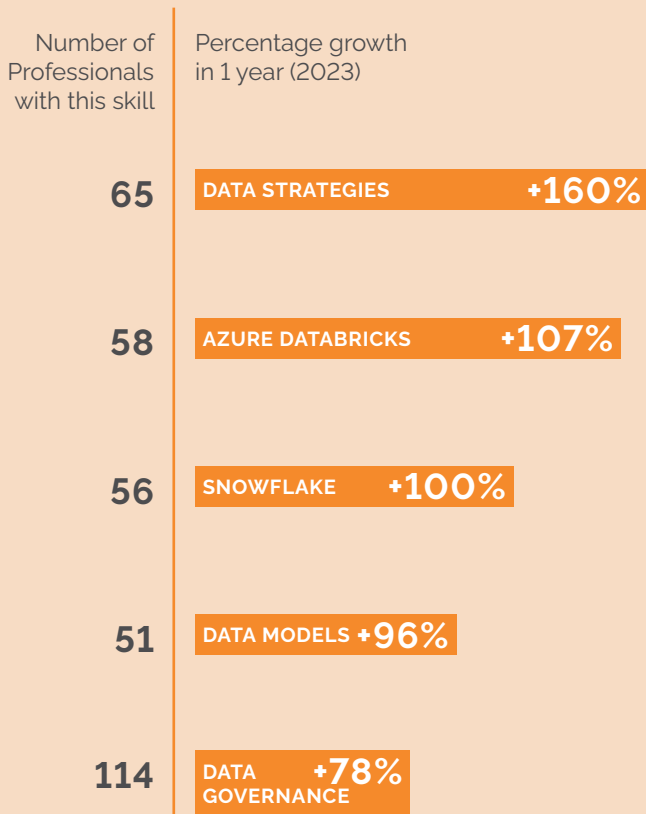 Number of
Professionals
with this skill
Percentage growth
in 1 year (2023)
65
DATA STRATEGIES +160%
58
AZURE DATABRICKS +107%
56
SNOWFLAKE +100%
51
DATA MODELS +96%
114
DATA +78%
GOVERNANCE